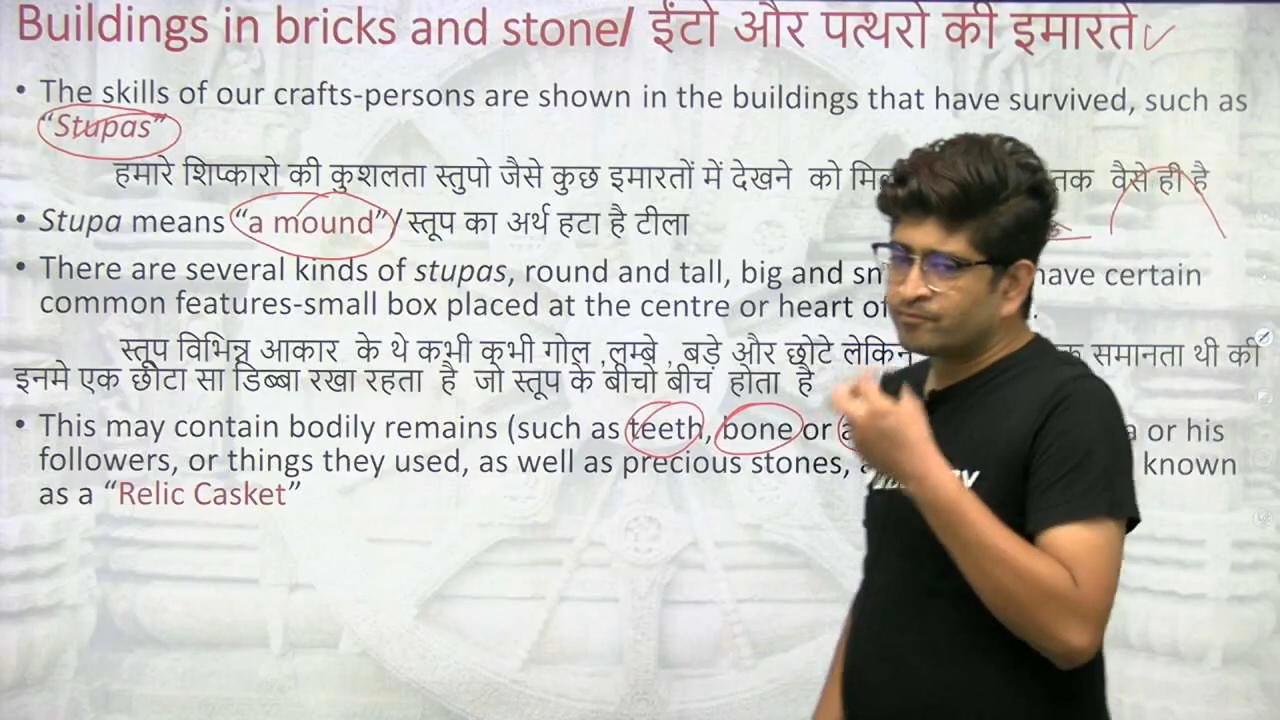 Buildings in bricks and stone/ ईंटो और पत्थरो की इमारते
• The skills of our crafts-persons are shown in the buildings that have survived, such as
“Stupas”
हमारे शिप्कारो की कुशलता स्तुपो जैसे कुछ इमारतों में देखने को तक वैसे ही है
• Stupa means “a mound”/ स्तूप का अर्थ हटा है टीला
• There are several kinds of stupas, round and tall, big and have certain
common features-small box placed at the centre or heart of
स्तूप विभिन्न आकार के थे कभी कभी गोल ,लम्बे , बड़े और छोटे लेकिन समानता थी की
इनमे एक छोटा सा डिब्बा रखा रहता है जो स्तूप के बीचो बीच होता है
• This may contain bodily remains (such as teeth, bone or or his
followers, or things they used, as well as precious stones, known
as a “Relic Casket”